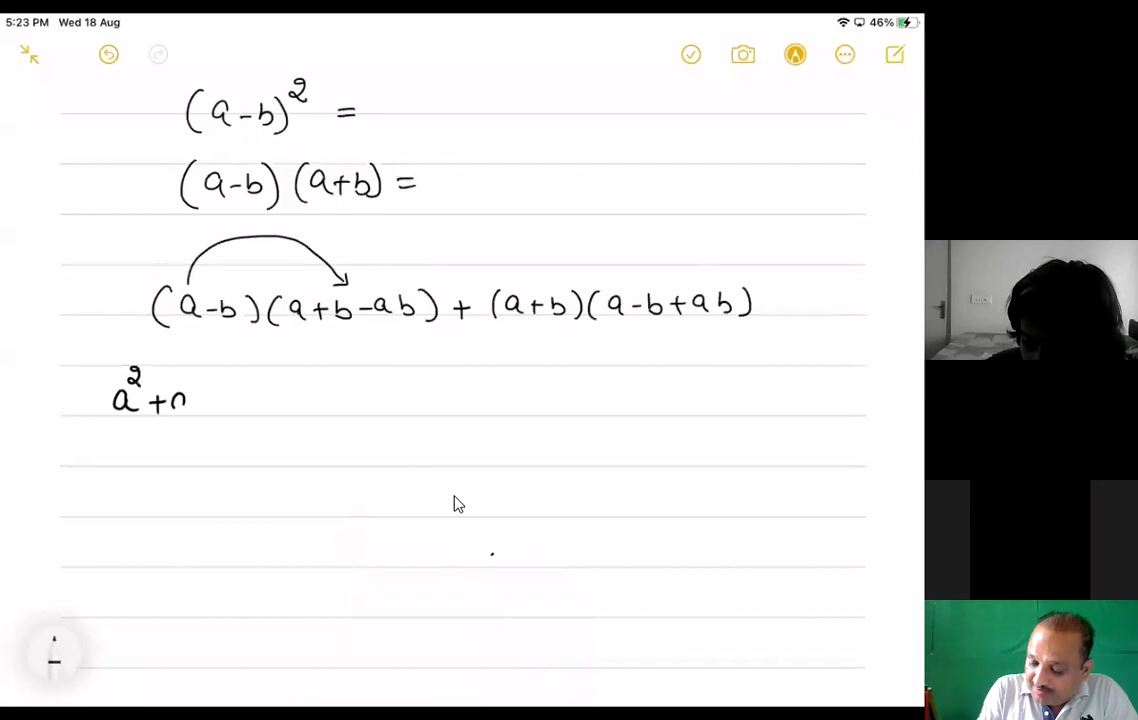 5:23 PM Wed 18 Aug 46%
(a-b)² =
(a-b) (a+b) =
(a-b)(a+b-ab) + (a+b)(a-b+ab)
a² +